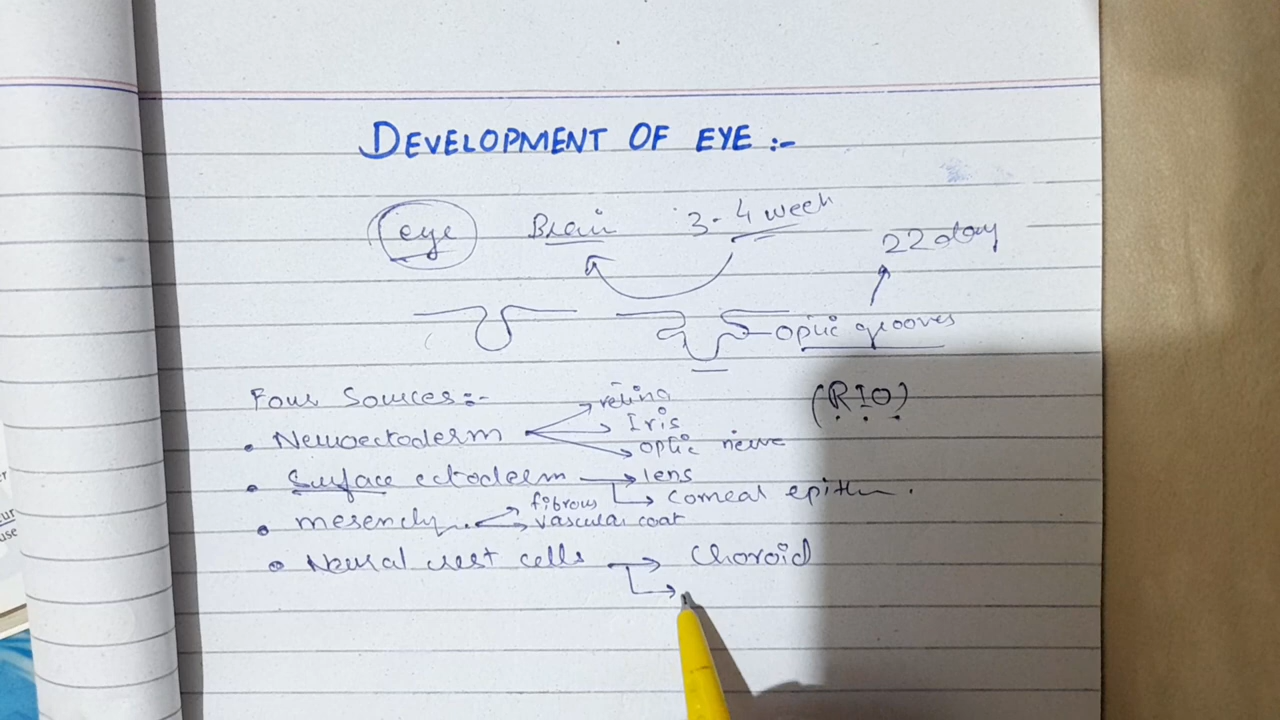 DEVELOPMENT OF EYE :-
eye Brain 3-4 week
22 day
optic grooves
Four Sources :-
(RIO)
• Neuroectoderm → retina
→ Iris
→ optic nerve
• Surface ectoderm → lens
→ Corneal
fibrous
• mesenchy
vascular coat
• Neural crest cells → Choroid